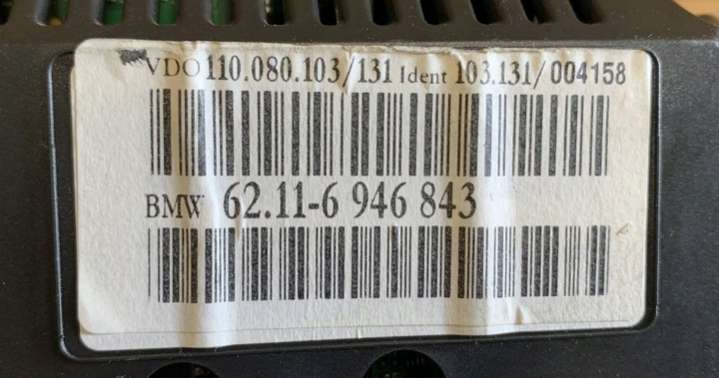 VDO 110.080.103/131 Ident 103.131/ 004158
BMW 62.11-6 946 843